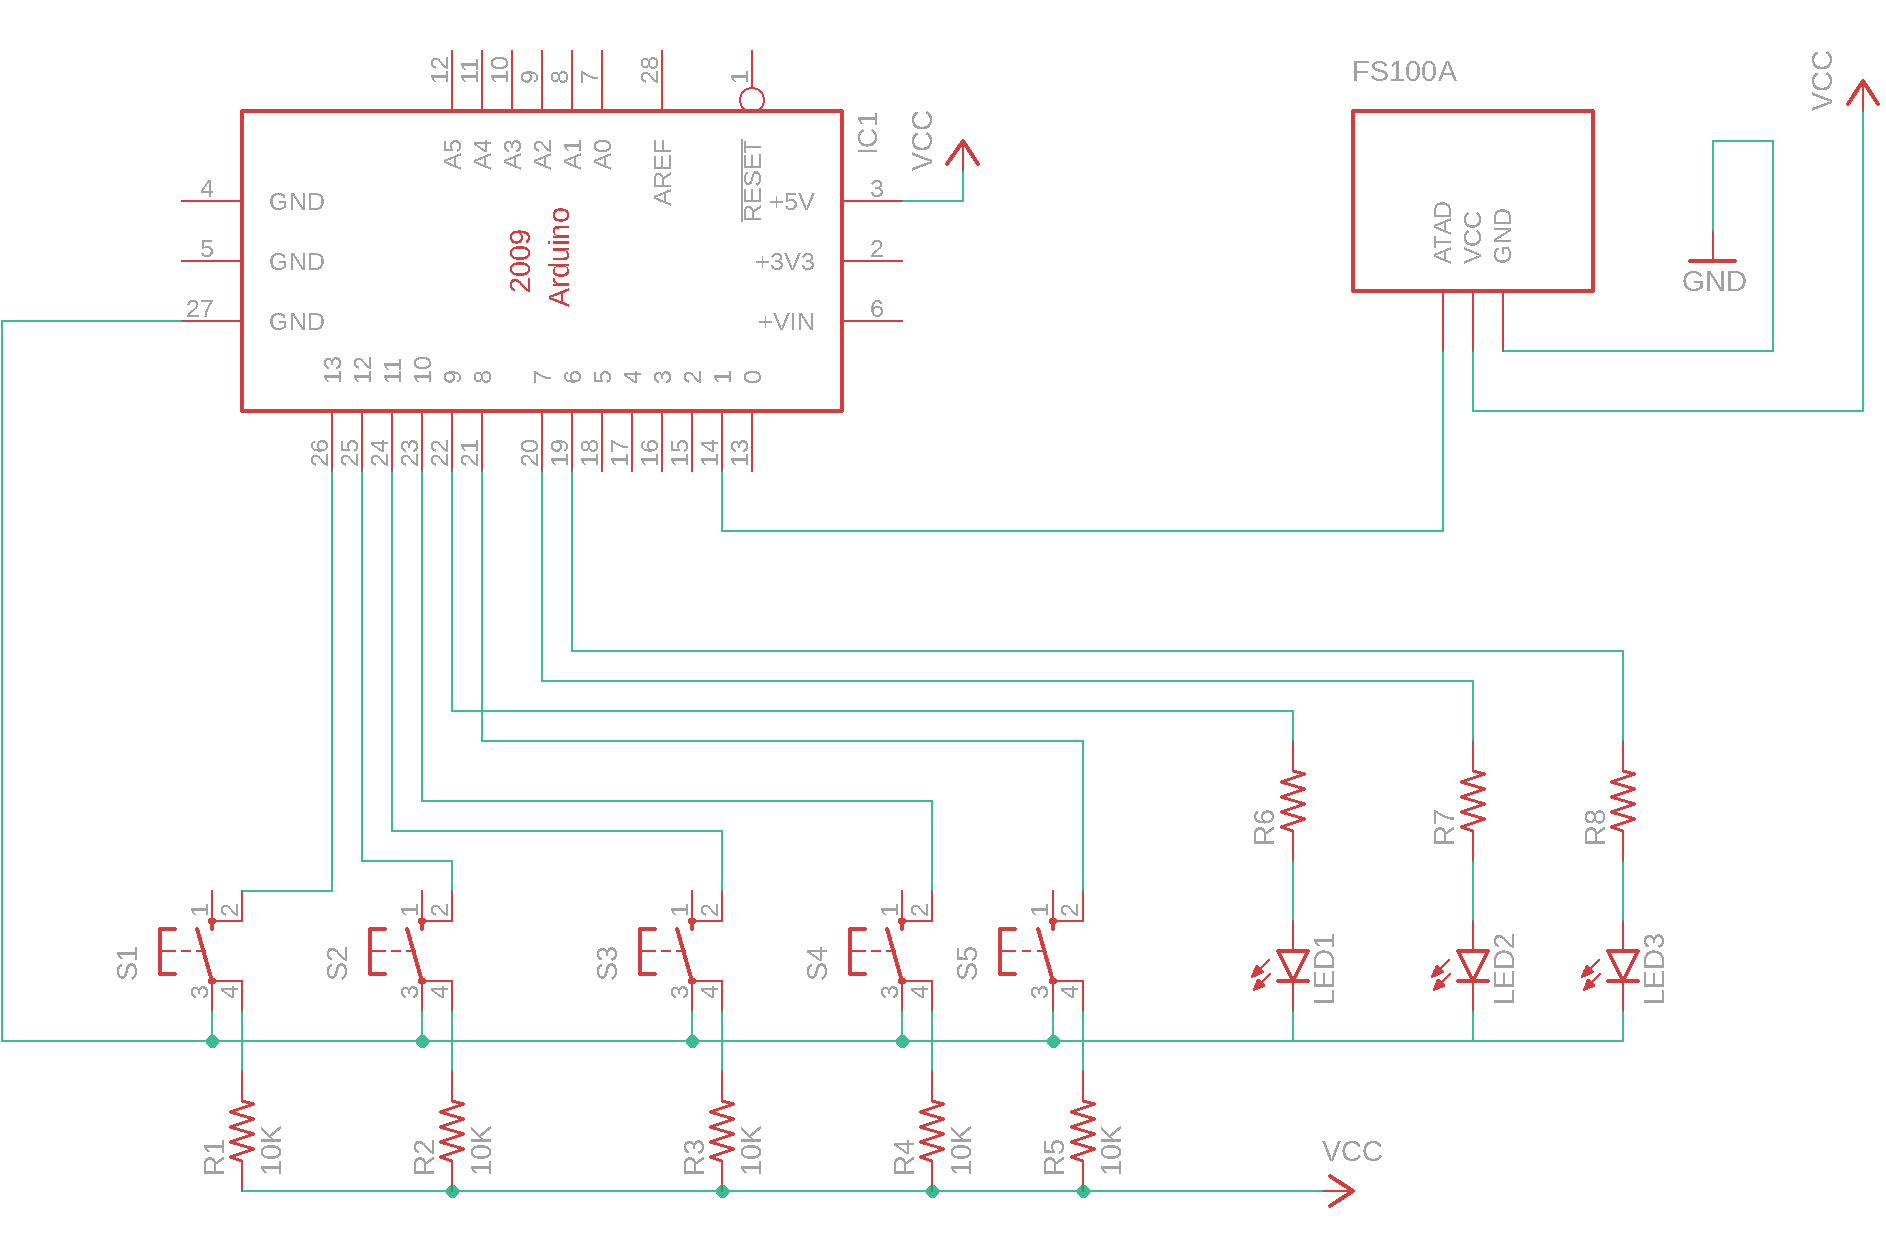 12
11
10
9
8
7
28
1
FS100A
VCC
A5
A4
A3
A2
A1
A0
AREF
RESET
IC1
VCC
4
GND
5
GND
27
GND
2009
Arduino
+5V
3
+3V3
2
+VIN
6
ATAD
VCC
GND
GND
13
12
11
10
9
8
7
6
5
4
3
2
1
0
26
25
24
23
22
21
20
19
18
17
16
15
14
13
R6
R7
R8
S1
1
2
3
4
S2
1
2
3
4
S3
1
2
3
4
S4
1
2
3
4
S5
1
2
3
4
LED1
LED2
LED3
R1
10K
R2
10K
R3
10K
R4
10K
R5
10K
VCC